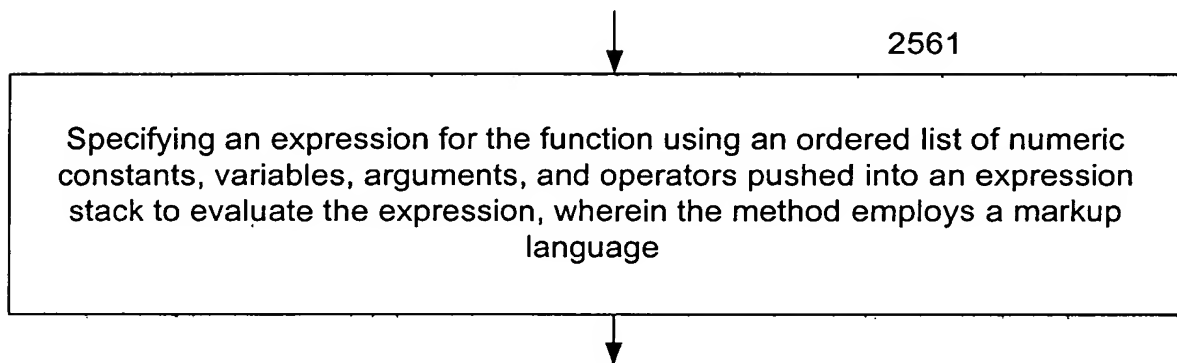 2561
Specifying an expression for the function using an ordered list of numeric
constants, variables, arguments, and operators pushed into an expression
stack to evaluate the expression, wherein the method employs a markup
language